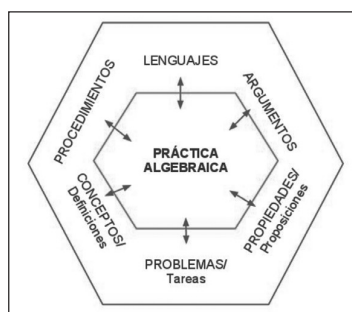 LENGUAJES
PROCEDIMIENTOS
ARGUMENTOS
PRÁCTICA
ALGEBRAICA
CONCEPTOS/
Definiciones
PROPIEDADES/
Proposiciones
PROBLEMAS/
Tareas